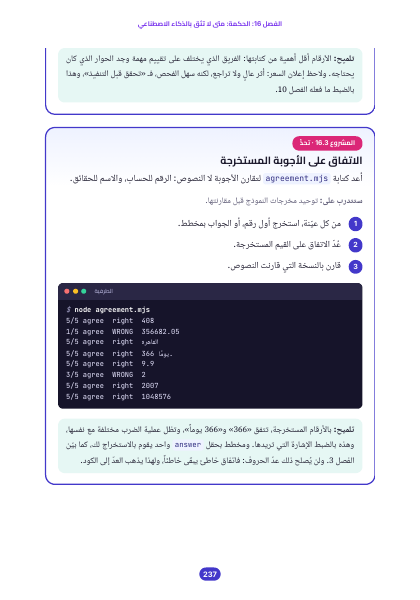 الفصل 16: الحكمة: متى لا تثق بالذكاء الاصطناعي
تلميح: الأرقام أقل أهمية من كتابتها: الفريق الذي يختلف على تقييم مهمة وجد الحوار الذي كان
يحتاجه. ولاحظ إعلان السعر: أثر عالٍ ولا تراجع، لكنه سهل الفحص، فـ «تحقق قبل التنفيذ»، وهذا
بالضبط ما فعله الفصل 10.
المشروع 16.3 · تحدٍّ
الاتفاق على الأجوبة المستخرجة
أعد كتابة agreement.mjs لتقارن الأجوبة لا النصوص: الرقم للحساب، والاسم للحقائق.
ستتدرب على: توحيد مخرجات النموذج قبل مقارنتها.
1 من كل عيّنة، استخرج أول رقم، أو الجواب بمخطط.
2 عُدّ الاتفاق على القيم المستخرجة.
3 قارن بالنسخة التي قارنت النصوص.
الطرفية
$ node agreement.mjs
5/5 agree right 408
1/5 agree WRONG 356682.05
5/5 agree right القاهرة
5/5 agree right 366 يومًا.
5/5 agree right 9.9
3/5 agree WRONG 2
5/5 agree right 2007
5/5 agree right 1048576
تلميح: بالأرقام المستخرجة، تتفق «366» و«366 يوماً»، وتظل عملية الضرب مختلفة مع نفسها،
وهذه بالضبط الإشارة التي تريدها. ومخطط بحقل answer واحد يقوم بالاستخراج لك، كما بيّن
الفصل 3. ولن يُصلح ذلك عدّ الحروف: فاتفاق خاطئ يبقى خاطئاً، ولهذا يذهب العدّ إلى الكود.
237